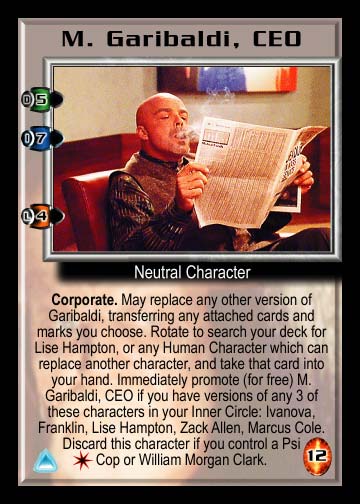 M. Garibaldi, CEO
D 5
I 7
L 4
Neutral Character
Corporate. May replace any other version of
Garibaldi, transferring any attached cards and
marks you choose. Rotate to search your deck for
Lise Hampton, or any Human Character which can
replace another character, and take that card into
your hand. Immediately promote (for free) M.
Garibaldi, CEO if you have versions of any 3 of
these characters in your Inner Circle: Ivanova,
Franklin, Lise Hampton, Zack Allen, Marcus Cole.
Discard this character if you control a Psi
Cop or William Morgan Clark.
12